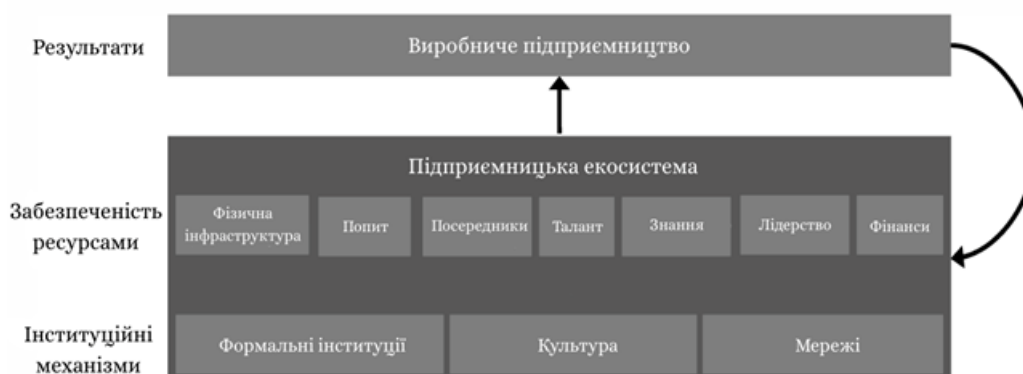 Результати
Виробниче підприємництво
Підприємницька екосистема
Забезпеченість
ресурсами
Фізична
інфраструктура
Попит
Посередники
Талант
Знання
Лідерство
Фінанси
Інституційні
механізми
Формальні інституції
Культура
Мережі